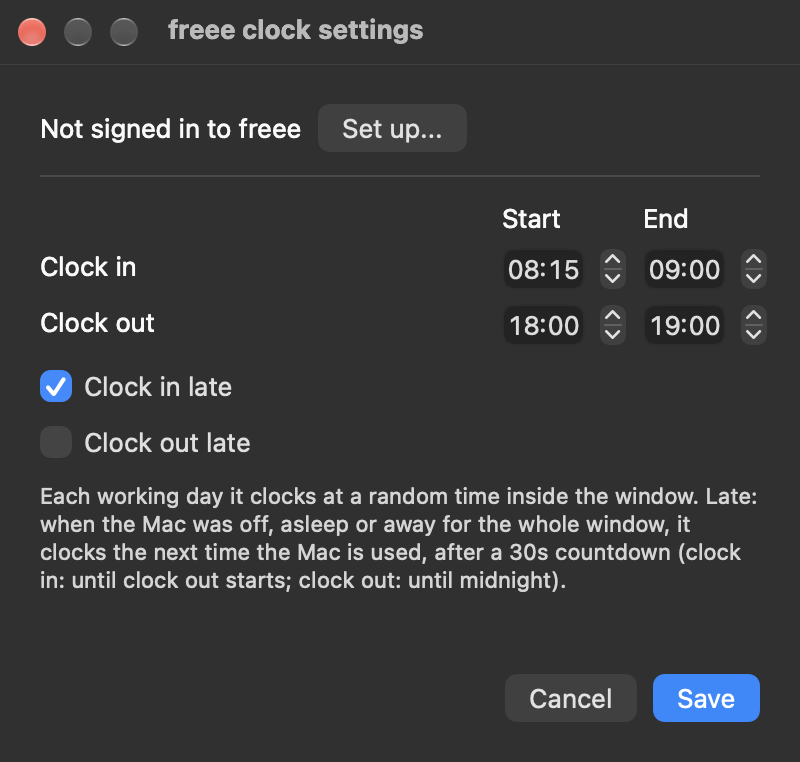 freee clock settings
Not signed in to freee
Set up...
Start End
Clock in 08:15 09:00
Clock out 18:00 19:00
Clock in late
Clock out late
Each working day it clocks at a random time inside the window. Late:
when the Mac was off, asleep or away for the whole window, it
clocks the next time the Mac is used, after a 30s countdown (clock
in: until clock out starts; clock out: until midnight).
Cancel Save